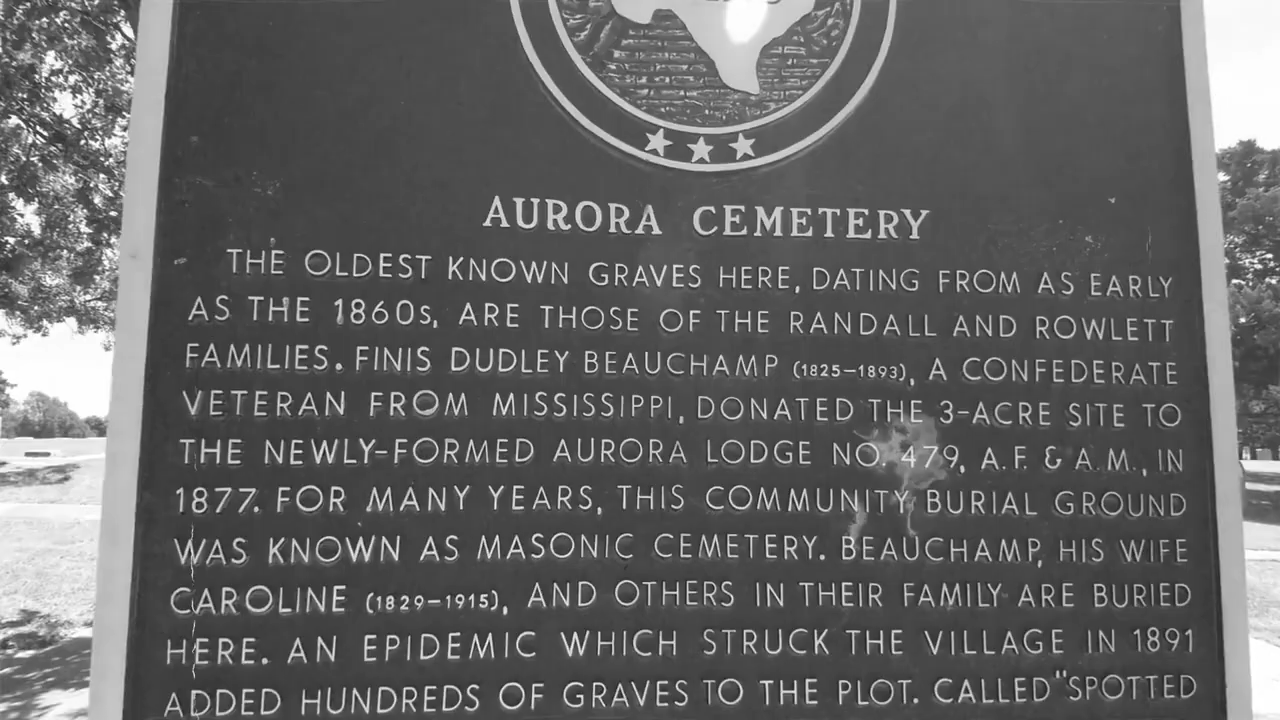 AURORA CEMETERY
THE OLDEST KNOWN GRAVES HERE, DATING FROM AS EARLY
AS THE 1860s, ARE THOSE OF THE RANDALL AND ROWLETT
FAMILIES. FINIS DUDLEY BEAUCHAMP (1825-1893), A CONFEDERATE
VETERAN FROM MISSISSIPPI, DONATED THE 3-ACRE SITE TO
THE NEWLY-FORMED AURORA LODGE NO. 479, A.F. & A.M., IN
1877. FOR MANY YEARS, THIS COMMUNITY BURIAL GROUND
WAS KNOWN AS MASONIC CEMETERY. BEAUCHAMP, HIS WIFE
CAROLINE (1829-1915), AND OTHERS IN THEIR FAMILY ARE BURIED
HERE. AN EPIDEMIC WHICH STRUCK THE VILLAGE IN 1891
ADDED HUNDREDS OF GRAVES TO THE PLOT. CALLED "SPOTTED